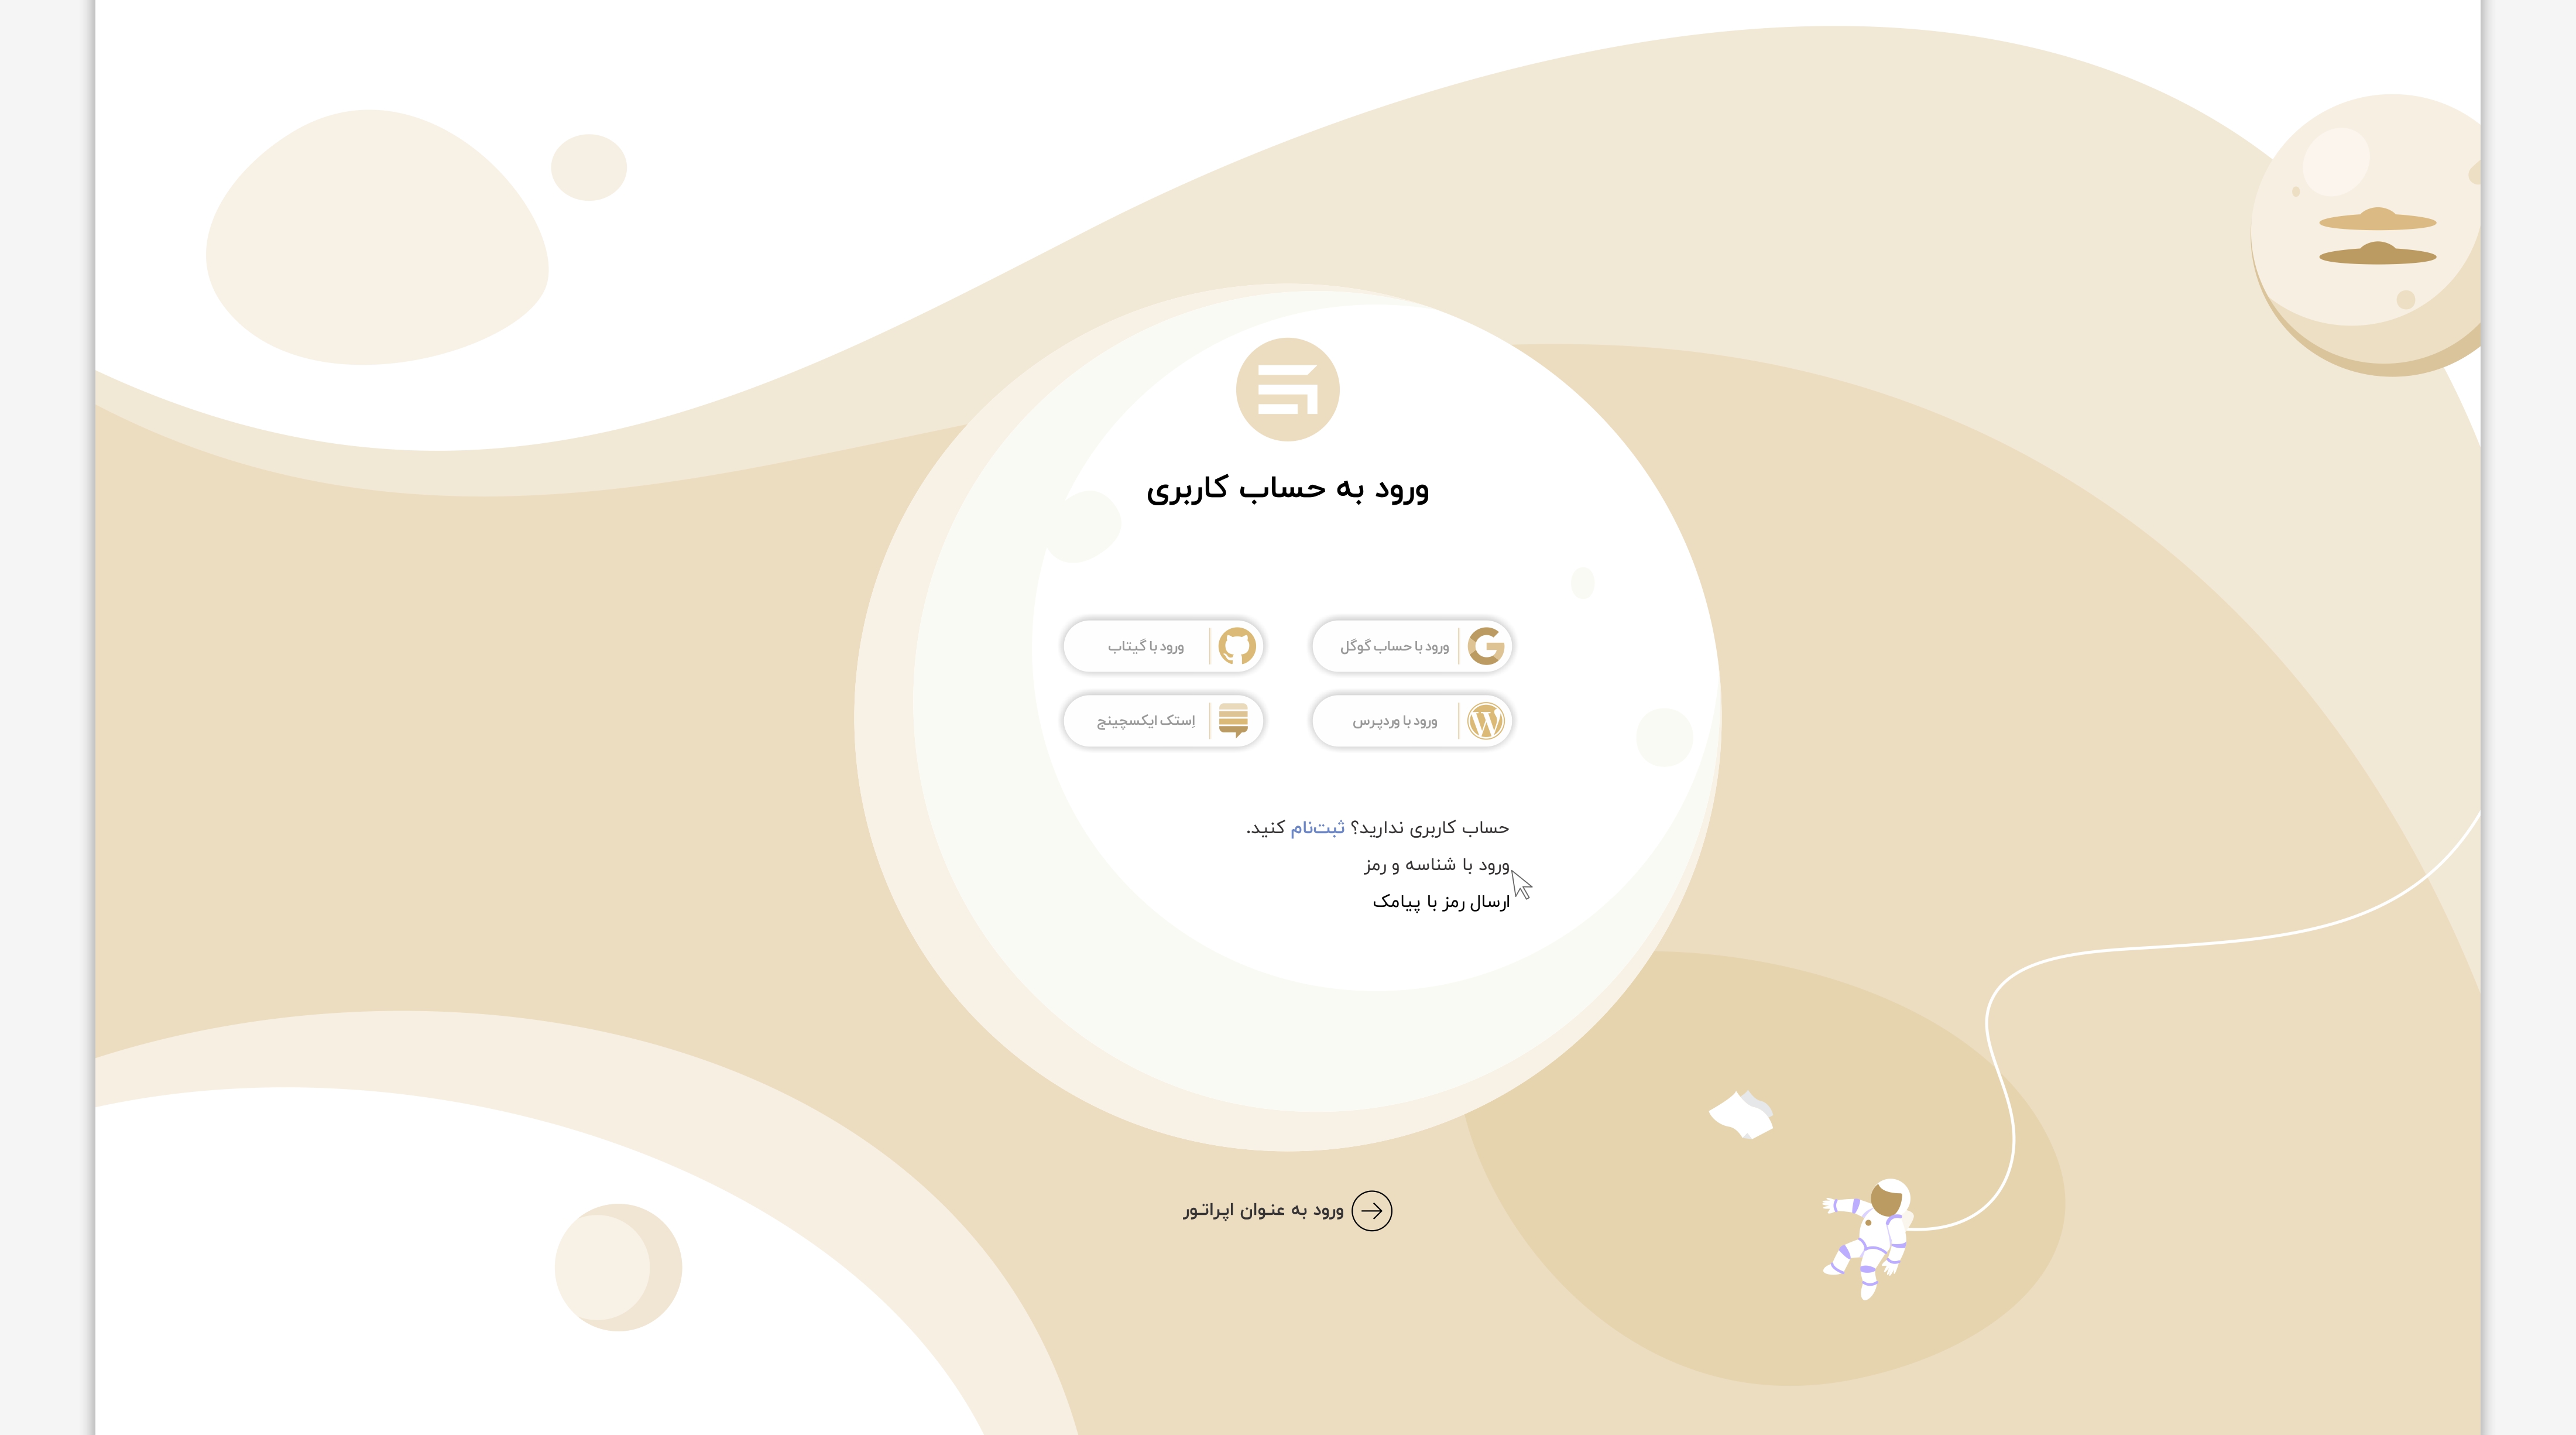 ورود به حساب کاربری
ورود با حساب گوگل
ورود با گیتاب
ورود با وردپرس
اِستک ایکسچینج
حساب کاربری ندارید؟ ثبت‌نام کنید.
ورود با شناسه و رمز
ارسال رمز با پیامک
ورود به عنوان اپراتور